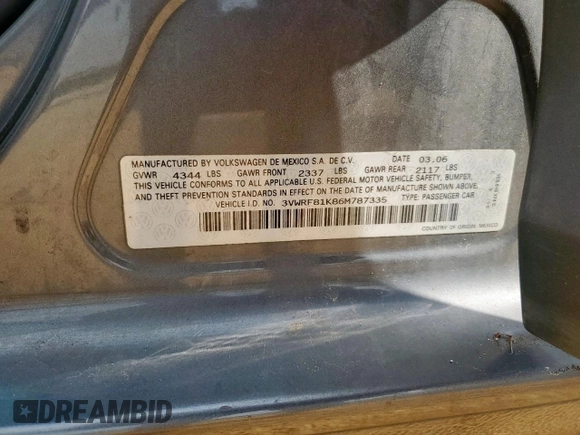 MANUFACTURED BY VOLKSWAGEN DE MEXICO S.A. DE C.V. DATE 03.06
GVWR 4344 LBS GAWR FRONT 2337 LBS GAWR REAR 2117 LBS
THIS VEHICLE CONFORMS TO ALL APPLICABLE U.S. FEDERAL MOTOR VEHICLE SAFETY, BUMPER,
AND THEFT PREVENTION STANDARDS IN EFFECT ON THE DATE OF MANUFACTURE SHOWN ABOVE.
VEHICLE I.D. NO. 3VWRF81K86M787335 TYPE: PASSENGER CAR
COUNTRY OF ORIGIN: MEXICO
DREAMBID